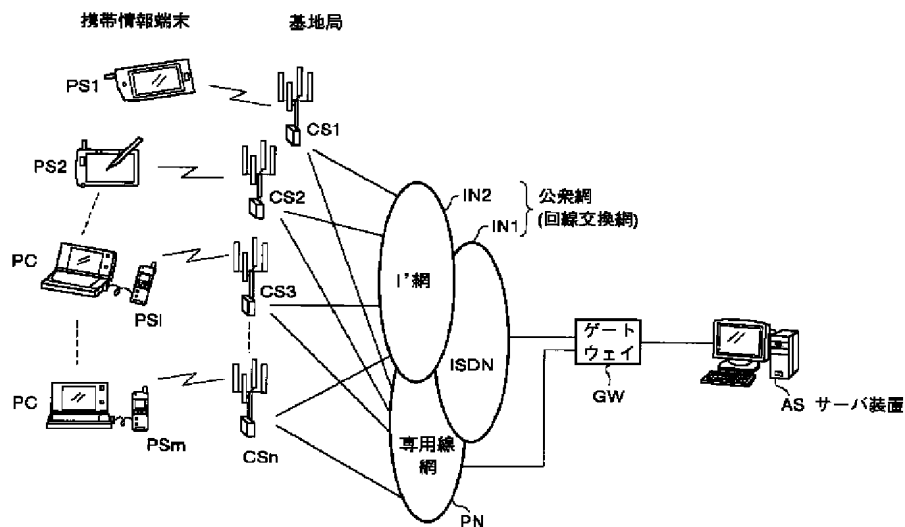 携帯情報端末
基地局
PS1
CS1
PS2
CS2
IN2
公衆網
(回線交換網)
IN1
PC
PSl
CS3
I'網
ISDN
ゲート
ウェイ
GW
AS サーバ装置
PC
PSm
CSn
専用線
網
PN